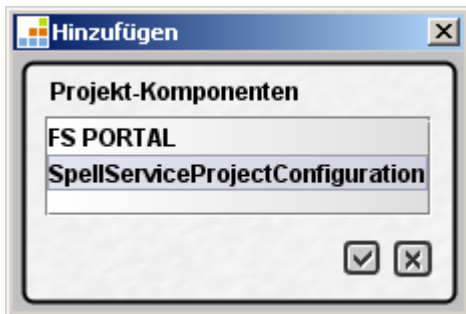 Hinzufügen
Projekt-Komponenten
FS PORTAL
SpellServiceProjectConfiguration